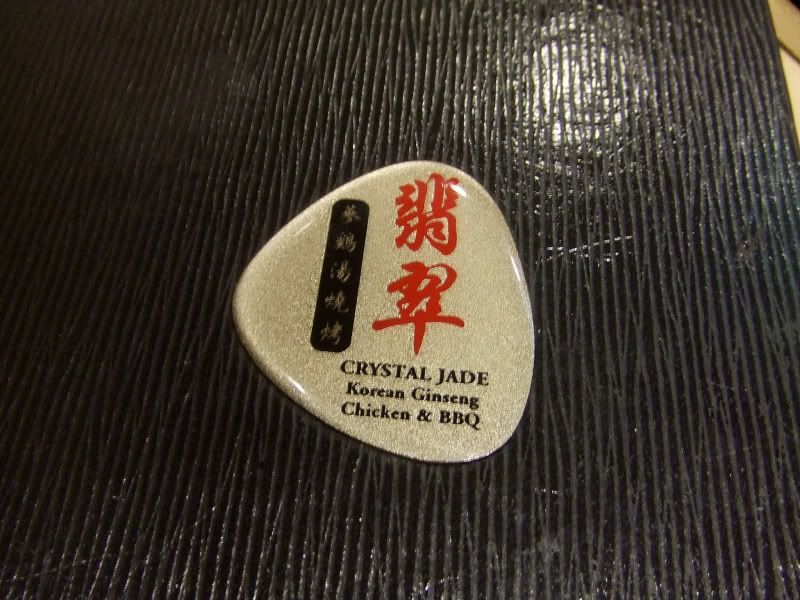 翡翠
蔘鷄湯燒烤
CRYSTAL JADE
Korean Ginseng
Chicken & BBQ